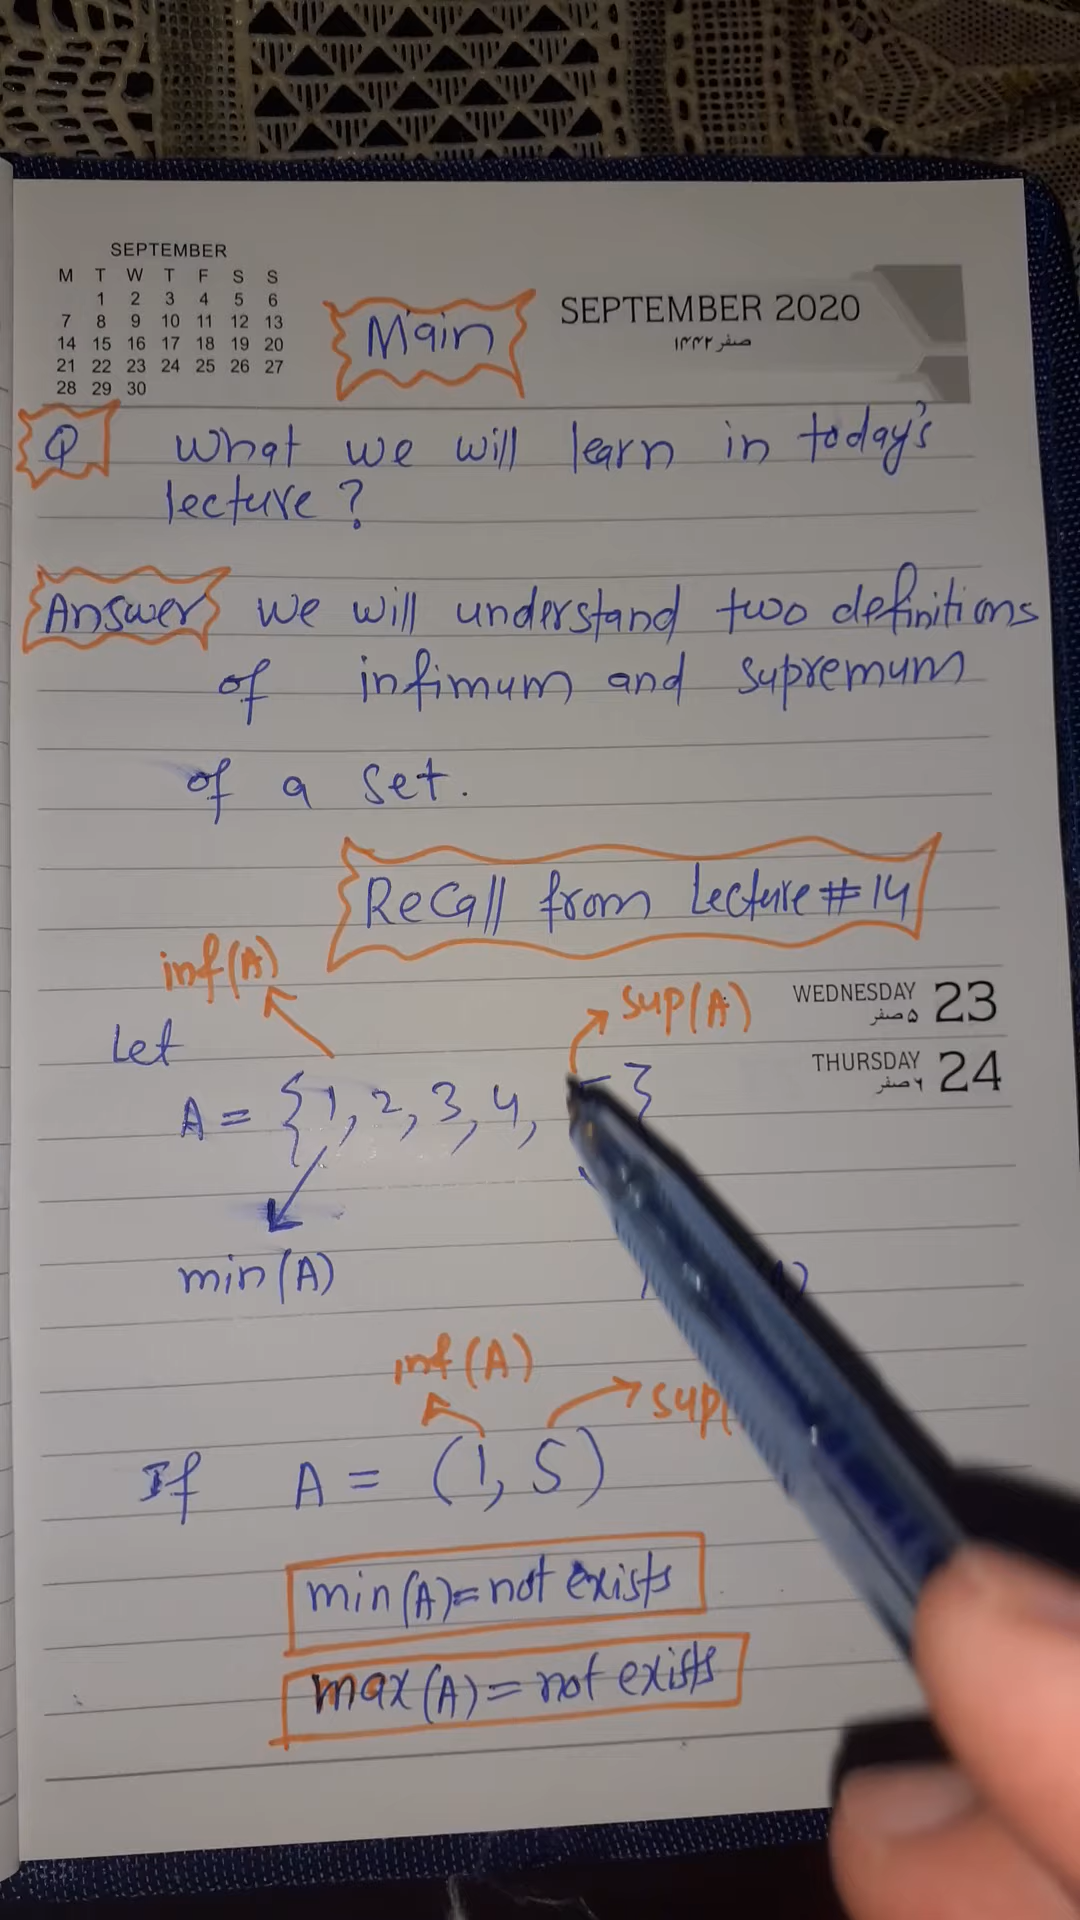 SEPTEMBER
M T W T F S S
1 2 3 4 5 6
7 8 9 10 11 12 13
14 15 16 17 18 19 20
21 22 23 24 25 26 27
28 29 30
Main
SEPTEMBER 2020
صفر ١٤٤٢
Q What we will learn in today's
lecture?
Answer We will understand two definitions
of infimum and supremum
of a set.
Recall from Lecture #14
inf(A)
sup(A)
WEDNESDAY 23
٥ صفر
THURSDAY 24
٦ صفر
Let
A = {1, 2, 3, 4, 5}
min(A)
inf(A)
sup(
If A = (1, 5)
min(A)= not exists
max(A)= not exists